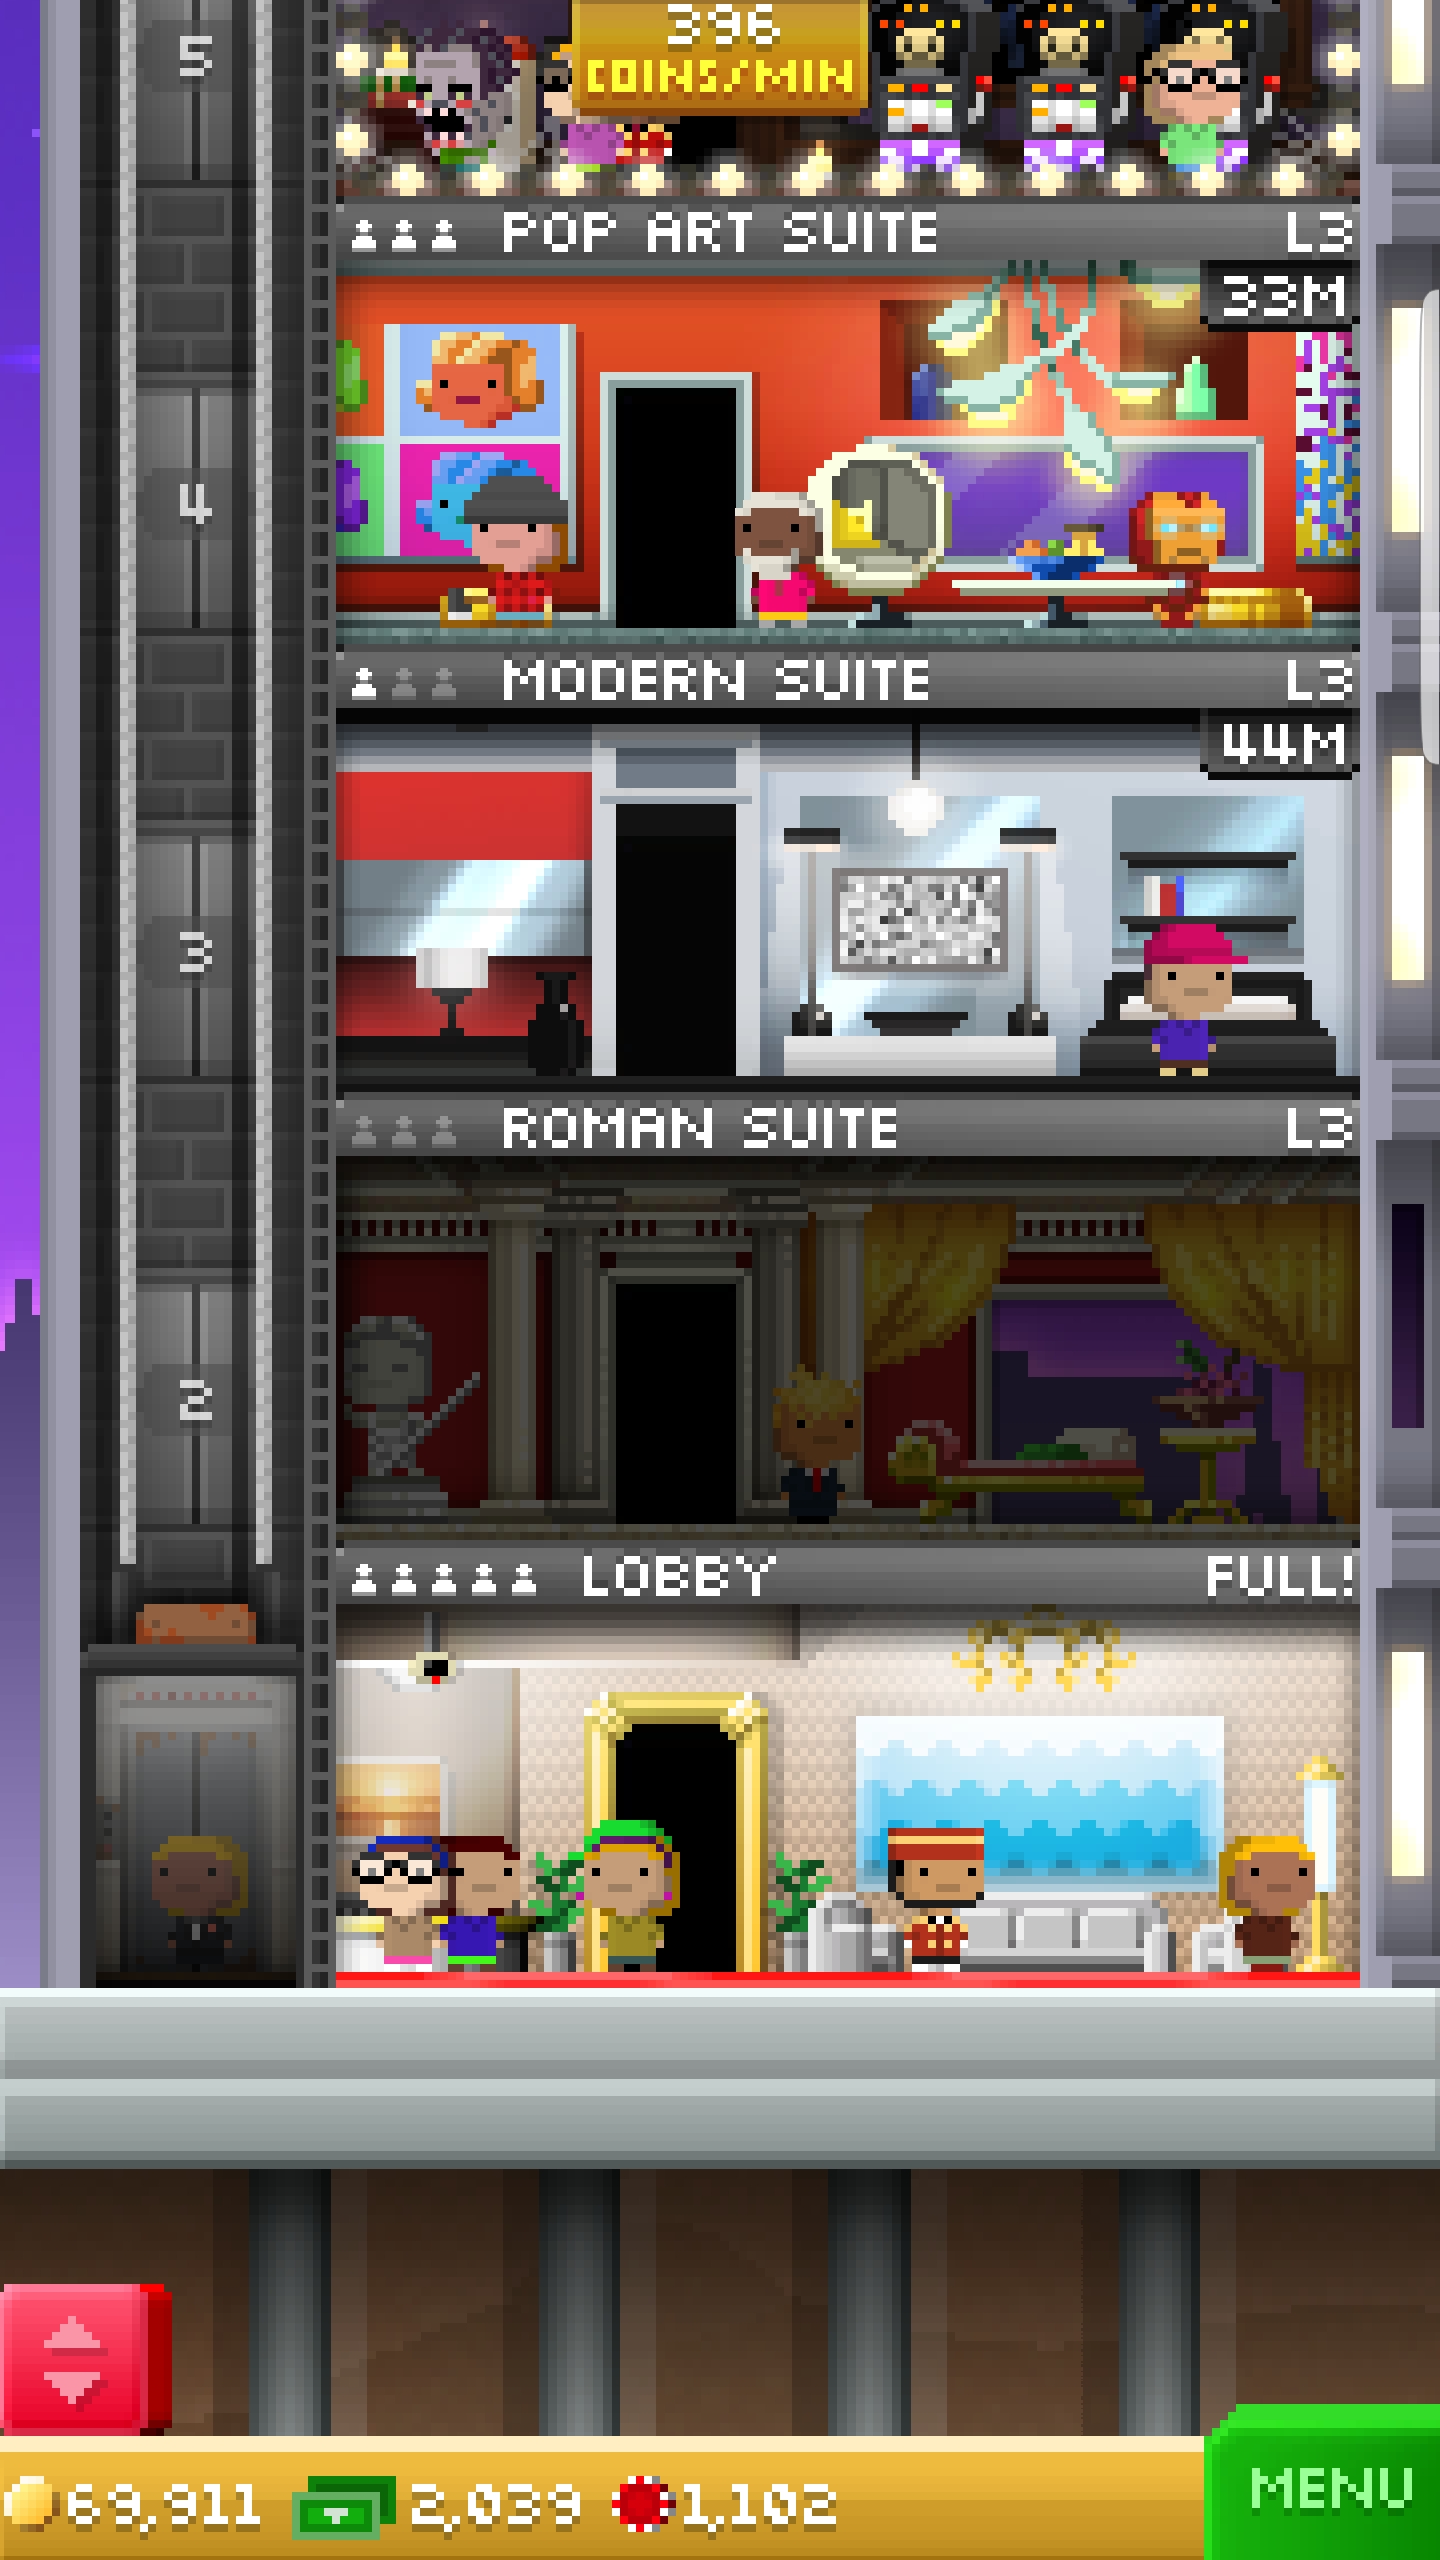 396
COINS/MIN
5
POP ART SUITE L3
33M
4
MODERN SUITE L3
44M
3
ROMAN SUITE L3
2
LOBBY FULL!
69,911 2,039 1,102
MENU